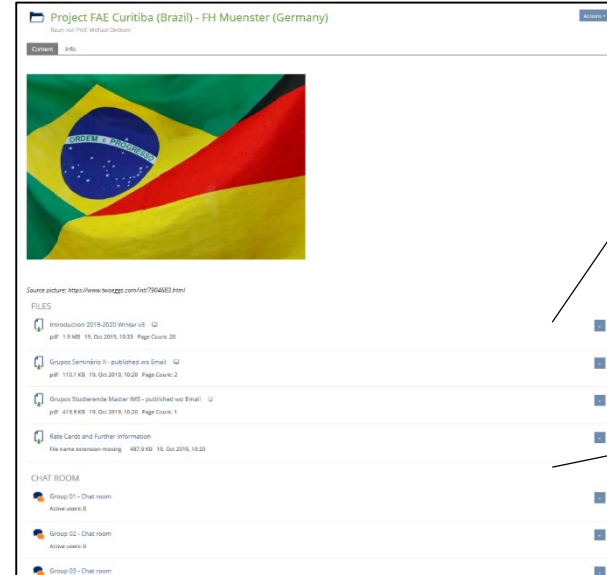 Project FAE Curitiba (Brazil) - FH Muenster (Germany)
Actions
Raum von Prof. Michael Dircksen
Content Info
ORDEM E PROGRESSO
Source picture: https://www.twoeggz.com/int/7904683.html
FILES
Introduction 2019-2020 Winter v3
pdf 1.9 MB 19. Oct 2019, 10:33 Page Count: 20
Grupos Seminário II - published wo Email
pdf 110.1 KB 19. Oct 2019, 10:20 Page Count: 2
Grupos Studierende Master IMS - published wo Email
pdf 413.9 KB 19. Oct 2019, 10:20 Page Count: 1
Rate Cards and Further Information
File name extension missing 487.0 KB 19. Oct 2019, 10:20
CHAT ROOM
Group 01 - Chat room
Active users: 0
Group 02 - Chat room
Active users: 0
Group 03 - Chat room